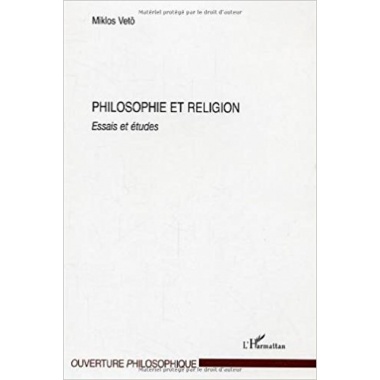 Matériel protégé par le droit d'auteur
Miklos Vetö
PHILOSOPHIE ET RELIGION
Essais et études
L'Harmattan
OUVERTURE PHILOSOPHIQUE
Matériel protégé par le droit d'auteur